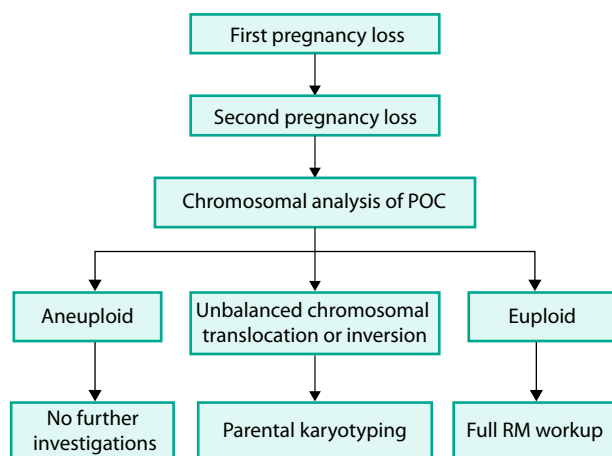 First pregnancy loss
Second pregnancy loss
Chromosomal analysis of POC
Aneuploid
Unbalanced chromosomal
translocation or inversion
Euploid
No further
investigations
Parental karyotyping
Full RM workup